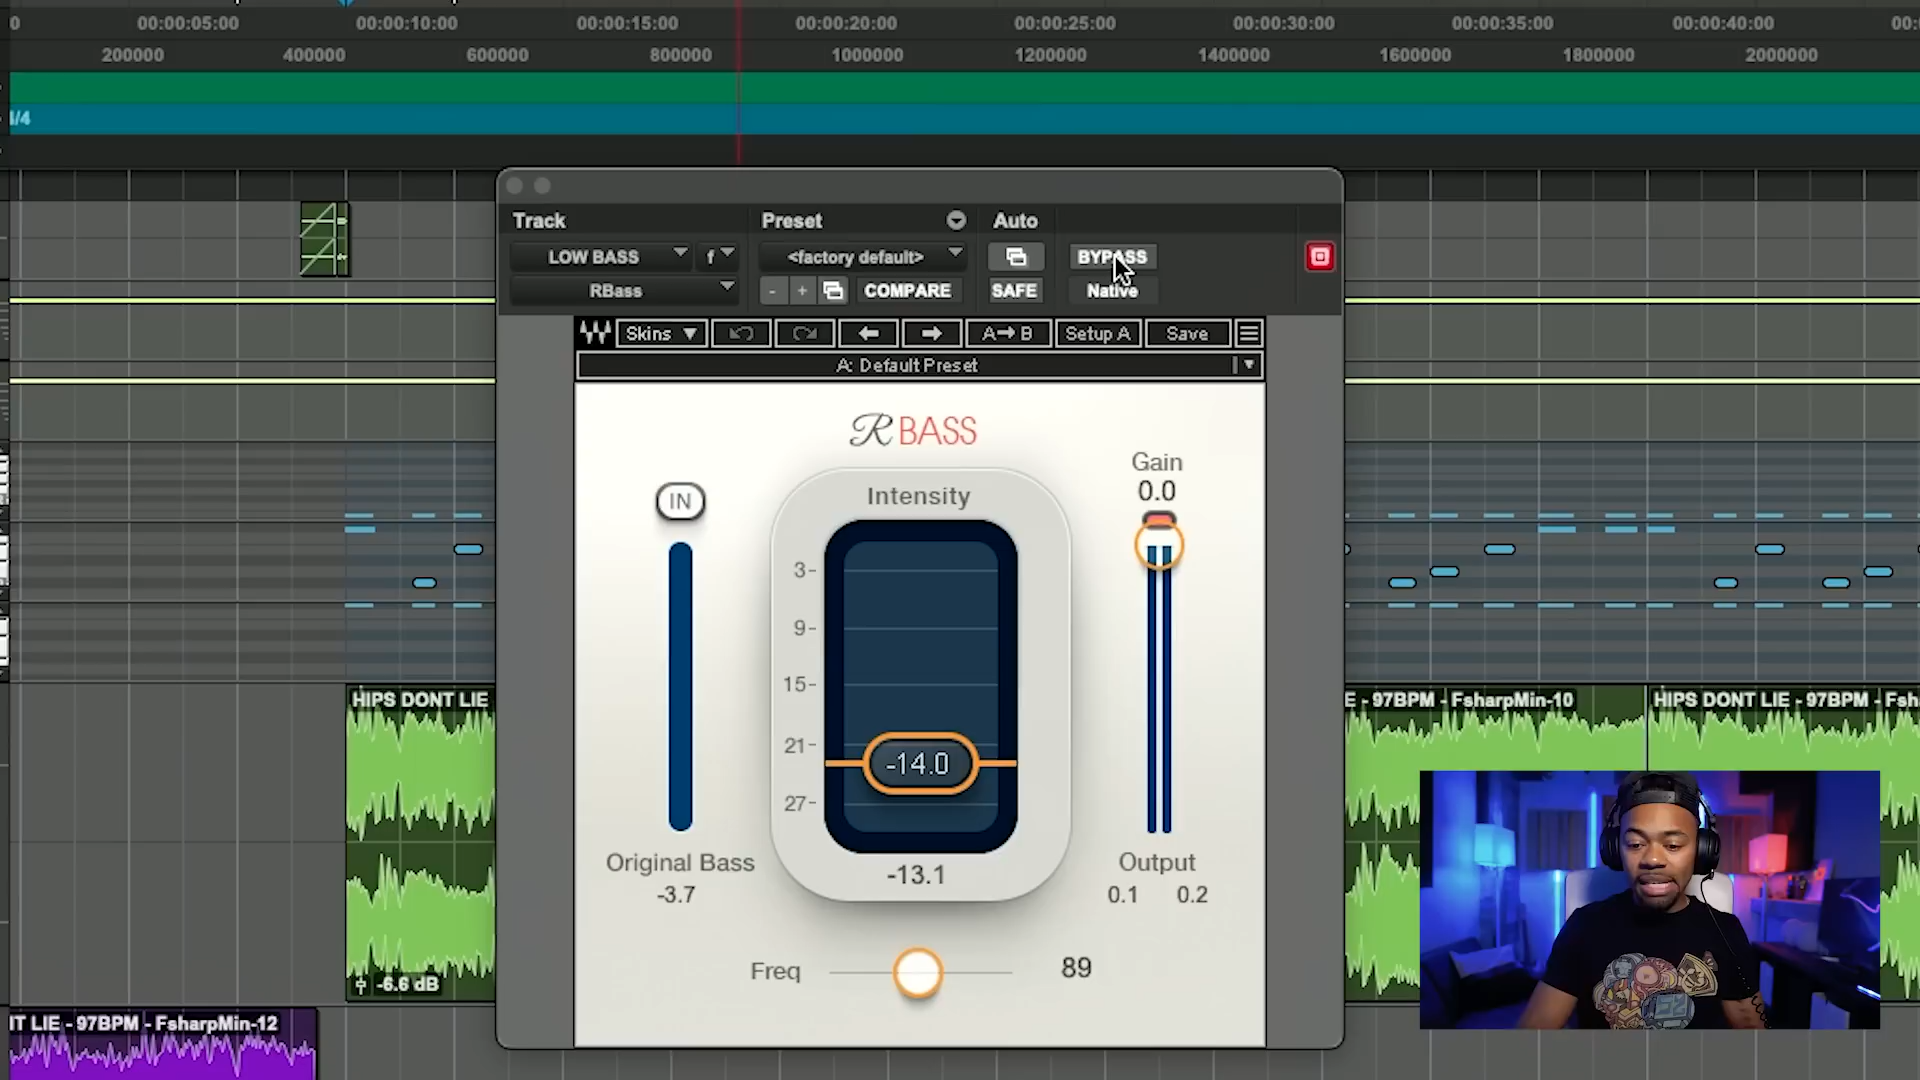 0 00:00:05:00 00:00:10:00 00:00:15:00 00:00:20:00 00:00:25:00 00:00:30:00 00:00:35:00 00:00:40:00 00:
200000 400000 600000 800000 1000000 1200000 1400000 1600000 1800000 2000000
4/4
Track Preset Auto
LOW BASS f <factory default> BYPASS
RBass - + COMPARE SAFE Native
Skins A→B Setup A Save
A: Default Preset
R BASS
IN
Intensity
Gain
0.0
3
9
15
21
27
-14.0
-13.1
Original Bass
-3.7
Output
0.1 0.2
Freq 89
HIPS DONT LIE
E - 97BPM - FsharpMin-10
HIPS DONT LIE - 97BPM - Fsh
-6.6 dB
IT LIE - 97BPM - FsharpMin-12